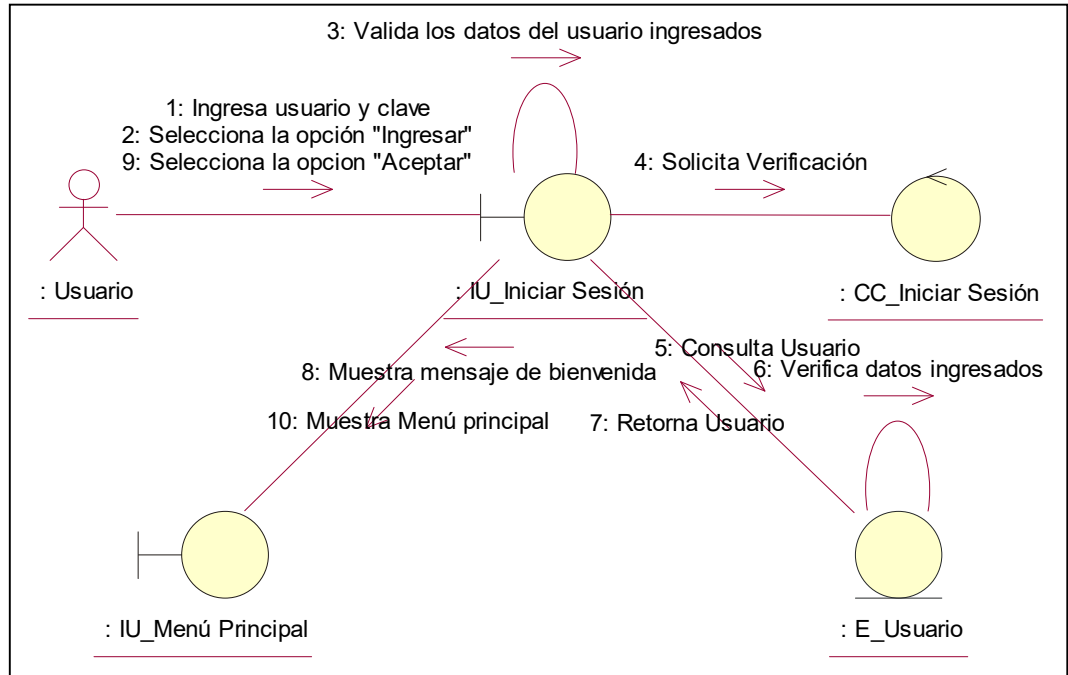 3: Valida los datos del usuario ingresados
1: Ingresa usuario y clave
2: Selecciona la opción "Ingresar"
9: Selecciona la opcion "Aceptar"
4: Solicita Verificación
: Usuario
: IU_Iniciar Sesión
: CC_Iniciar Sesión
5: Consulta Usuario
8: Muestra mensaje de bienvenida
6: Verifica datos ingresados
10: Muestra Menú principal
7: Retorna Usuario
: IU_Menú Principal
: E_Usuario